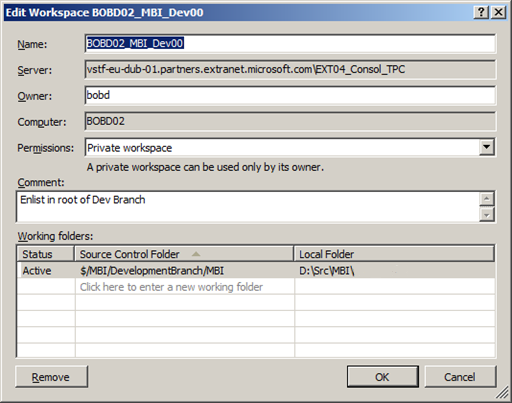 Edit Workspace BOBD02_MBI_Dev00
Name: BOBD02_MBI_Dev00
Server: vstf-eu-dub-01.partners.extranet.microsoft.com\EXT04_Consol_TPC
Owner: bobd
Computer: BOBD02
Permissions: Private workspace
A private workspace can be used only by its owner.
Comment:
Enlist in root of Dev Branch
Working folders:
Status Source Control Folder Local Folder
Active $/MBI/DevelopmentBranch/MBI D:\Src\MBI\
Click here to enter a new working folder
Remove OK Cancel